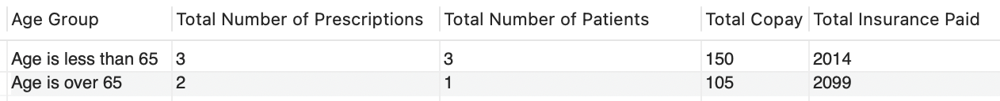 Age Group Total Number of Prescriptions Total Number of Patients Total Copay Total Insurance Paid
Age is less than 65 3 3 150 2014
Age is over 65 2 1 105 2099